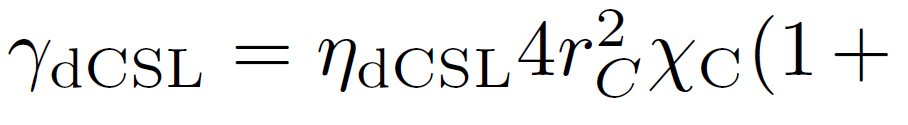 γ_dCSL = η_dCSL 4r_C^2 χ_C(1 +